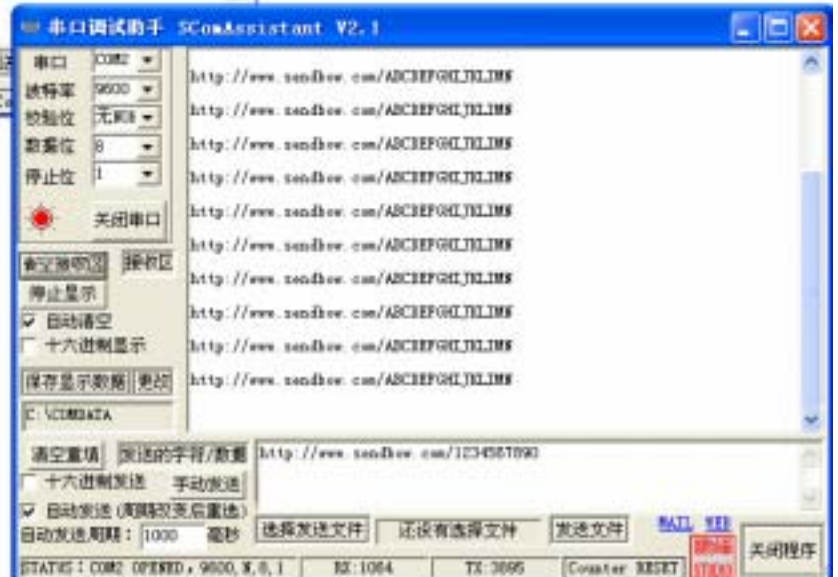 串口调试助手 SComAssistant V2.1
串口 COM2
波特率 9600
校验位 无NON
数据位 8
停止位 1
关闭串口
清空接收区 接收区
停止显示
自动清空
十六进制显示
保存显示数据 更改
C:\COMDATA
http://www.sendbow.com/ABCDEFGHIJKLMN
http://www.sendbow.com/ABCDEFGHIJKLMN
http://www.sendbow.com/ABCDEFGHIJKLMN
http://www.sendbow.com/ABCDEFGHIJKLMN
http://www.sendbow.com/ABCDEFGHIJKLMN
http://www.sendbow.com/ABCDEFGHIJKLMN
http://www.sendbow.com/ABCDEFGHIJKLMN
http://www.sendbow.com/ABCDEFGHIJKLMN
http://www.sendbow.com/ABCDEFGHIJKLMN
http://www.sendbow.com/ABCDEFGHIJKLMN
清空重填 发送的字符/数据 http://www.sendbow.com/1234567890
十六进制发送 手动发送
自动发送(周期改变后重选)
自动发送周期: 1000 毫秒 选择发送文件 还没有选择文件 发送文件 MAIL WEB
关闭程序
STATUS:COM2 OPENED,9600,N,8,1 RX:1064 TX:3895 Counter RESET